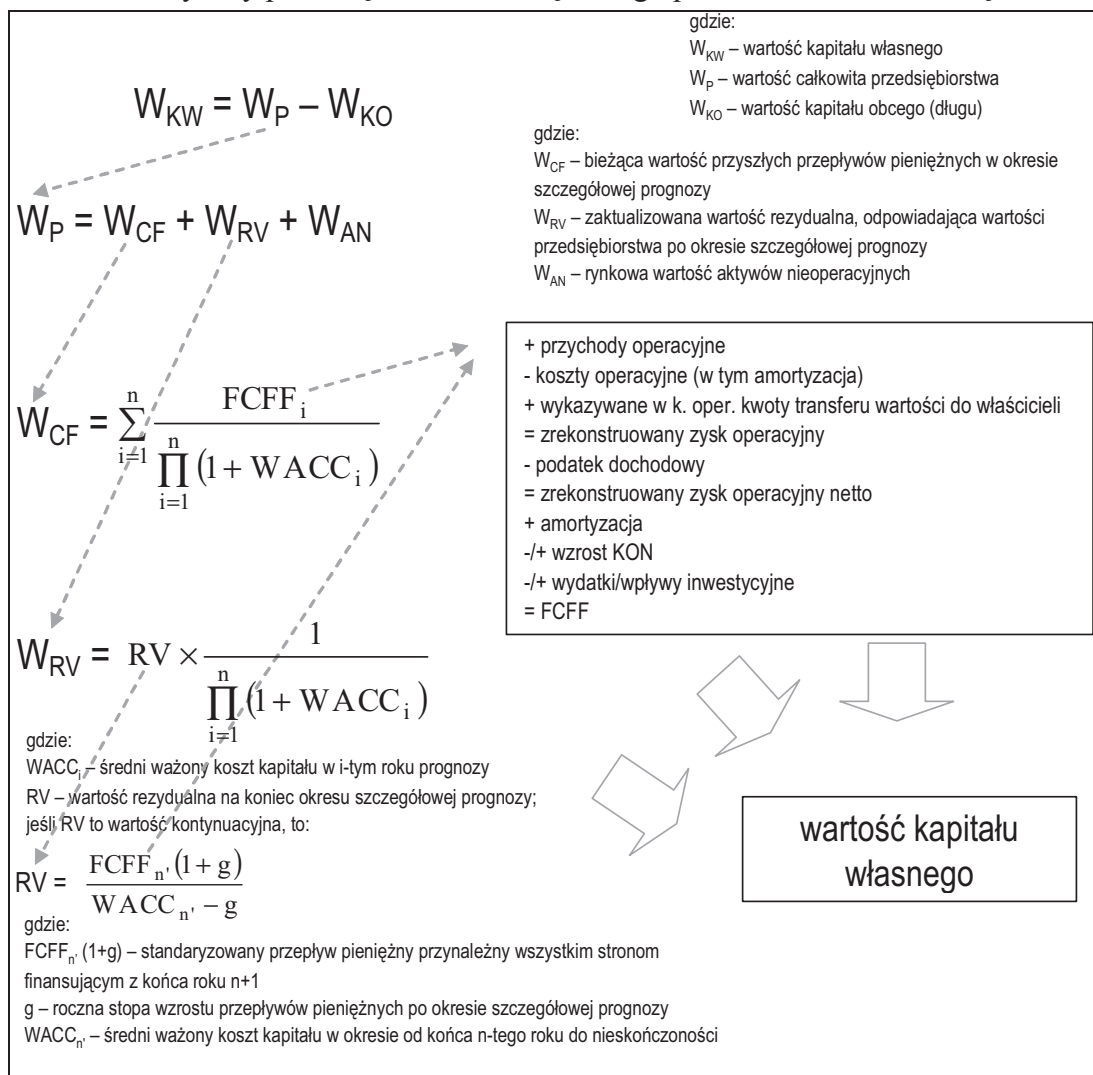 gdzie:
W_KW – wartość kapitału własnego
W_P – wartość całkowita przedsiębiorstwa
W_KO – wartość kapitału obcego (długu)
W_KW = W_P – W_KO
gdzie:
W_CF – bieżąca wartość przyszłych przepływów pieniężnych w okresie
szczegółowej prognozy
W_RV – zaktualizowana wartość rezydualna, odpowiadająca wartości
przedsiębiorstwa po okresie szczegółowej prognozy
W_AN – rynkowa wartość aktywów nieoperacyjnych
W_P = W_CF + W_RV + W_AN
+ przychody operacyjne
- koszty operacyjne (w tym amortyzacja)
+ wykazywane w k. oper. kwoty transferu wartości do właścicieli
= zrekonstruowany zysk operacyjny
- podatek dochodowy
= zrekonstruowany zysk operacyjny netto
+ amortyzacja
-/+ wzrost KON
-/+ wydatki/wpływy inwestycyjne
= FCFF
W_CF = ∑_{i=1}^{n} FCFF_i / ∏_{i=1}^{n} (1 + WACC_i)
W_RV = RV × 1 / ∏_{i=1}^{n} (1 + WACC_i)
gdzie:
WACC_i – średni ważony koszt kapitału w i-tym roku prognozy
RV – wartość rezydualna na koniec okresu szczegółowej prognozy;
jeśli RV to wartość kontynuacyjna, to:
RV = FCFF_n' (1 + g) / WACC_n' – g
gdzie:
FCFF_n' (1+g) – standaryzowany przepływ pieniężny przynależny wszystkim stronom
finansującym z końca roku n+1
g – roczna stopa wzrostu przepływów pieniężnych po okresie szczegółowej prognozy
WACC_n' – średni ważony koszt kapitału w okresie od końca n-tego roku do nieskończoności
wartość kapitału
własnego